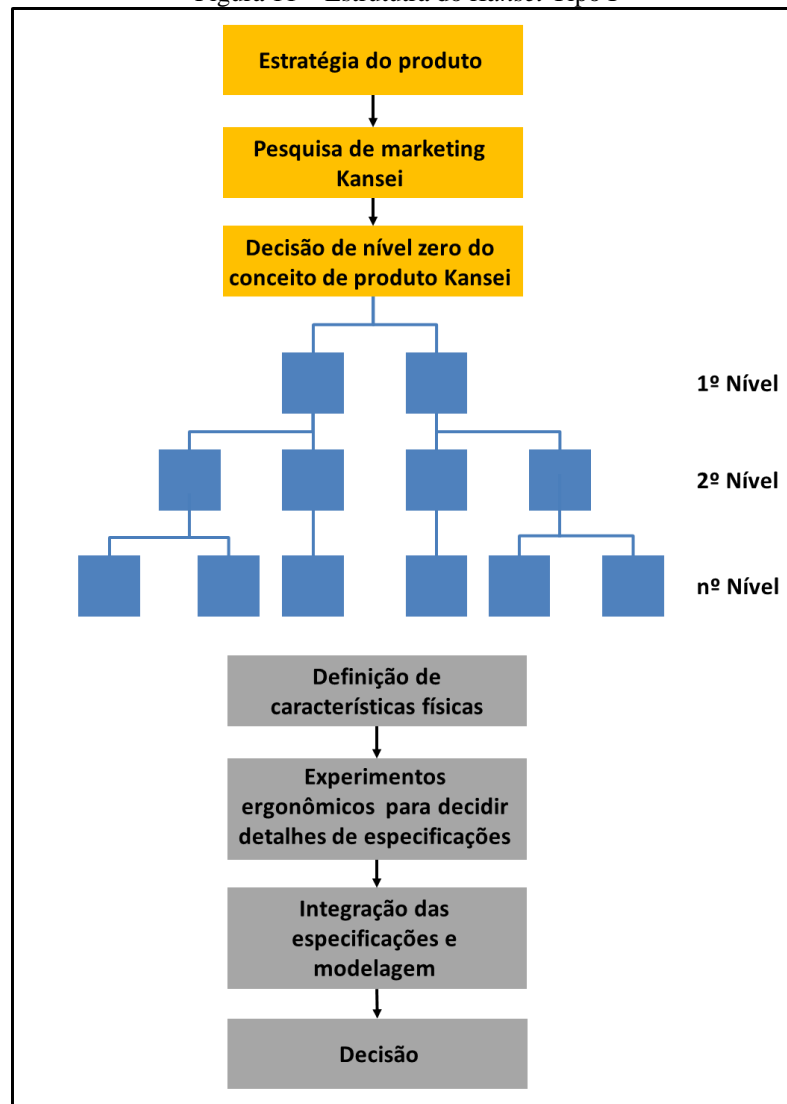 Estratégia do produto
Pesquisa de marketing
Kansei
Decisão de nível zero do
conceito de produto Kansei
1º Nível
2º Nível
nº Nível
Definição de
características físicas
Experimentos
ergonômicos para decidir
detalhes de especificações
Integração das
especificações e
modelagem
Decisão